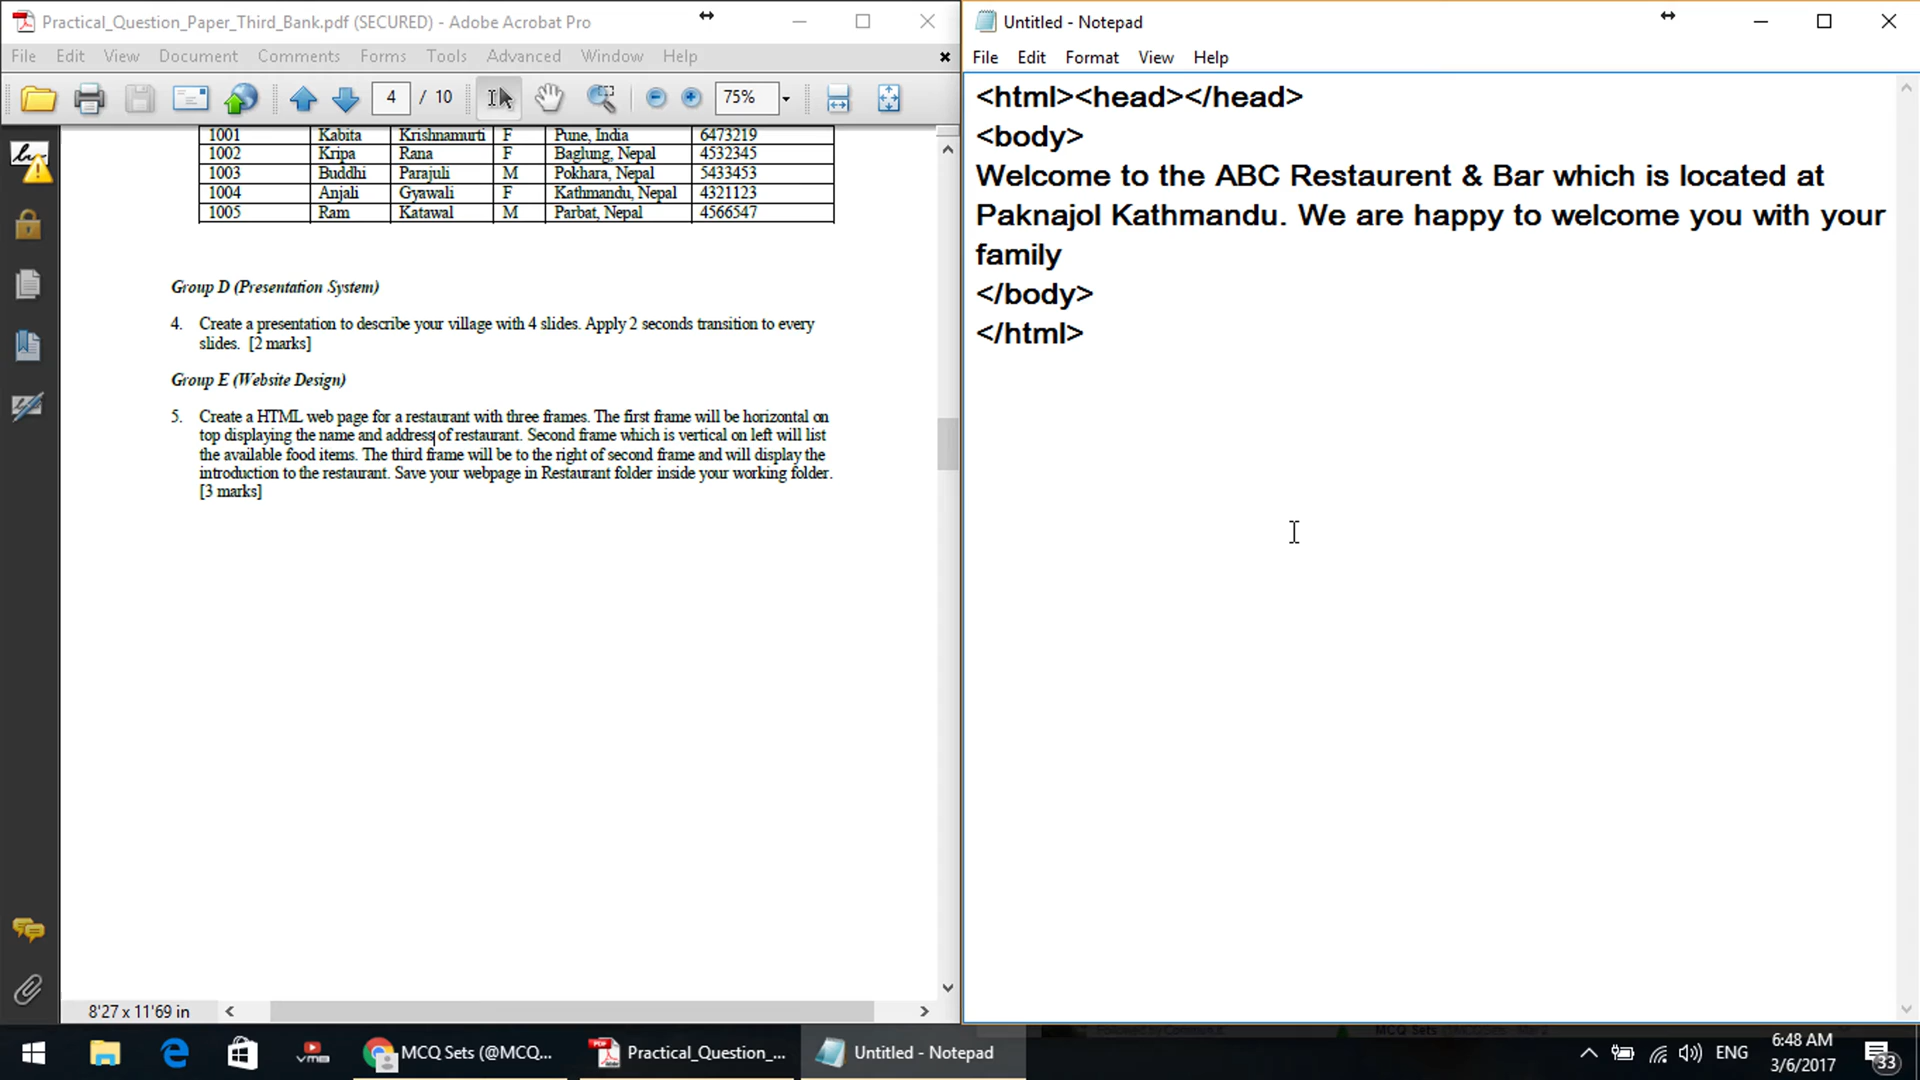 Practical_Question_Paper_Third_Bank.pdf (SECURED) - Adobe Acrobat Pro
File Edit View Document Comments Forms Tools Advanced Window Help
4 / 10 75%
1001 Kabita Krishnamurti F Pune, India 6473219
1002 Kripa Rana F Baglung, Nepal 4532345
1003 Buddhi Parajuli M Pokhara, Nepal 5433453
1004 Anjali Gyawali F Kathmandu, Nepal 4321123
1005 Ram Katawal M Parbat, Nepal 4566547
Group D (Presentation System)
4. Create a presentation to describe your village with 4 slides. Apply 2 seconds transition to every
slides. [2 marks]
Group E (Website Design)
5. Create a HTML web page for a restaurant with three frames. The first frame will be horizontal on
top displaying the name and address of restaurant. Second frame which is vertical on left will list
the available food items. The third frame will be to the right of second frame and will display the
introduction to the restaurant. Save your webpage in Restaurant folder inside your working folder.
[3 marks]
8'27 x 11'69 in
Untitled - Notepad
File Edit Format View Help
<html><head></head>
<body>
Welcome to the ABC Restaurent & Bar which is located at
Paknajol Kathmandu. We are happy to welcome you with your
family
</body>
</html>
MCQ Sets (@MCQ...
Practical_Question_...
Untitled - Notepad
ENG
6:48 AM
3/6/2017
33